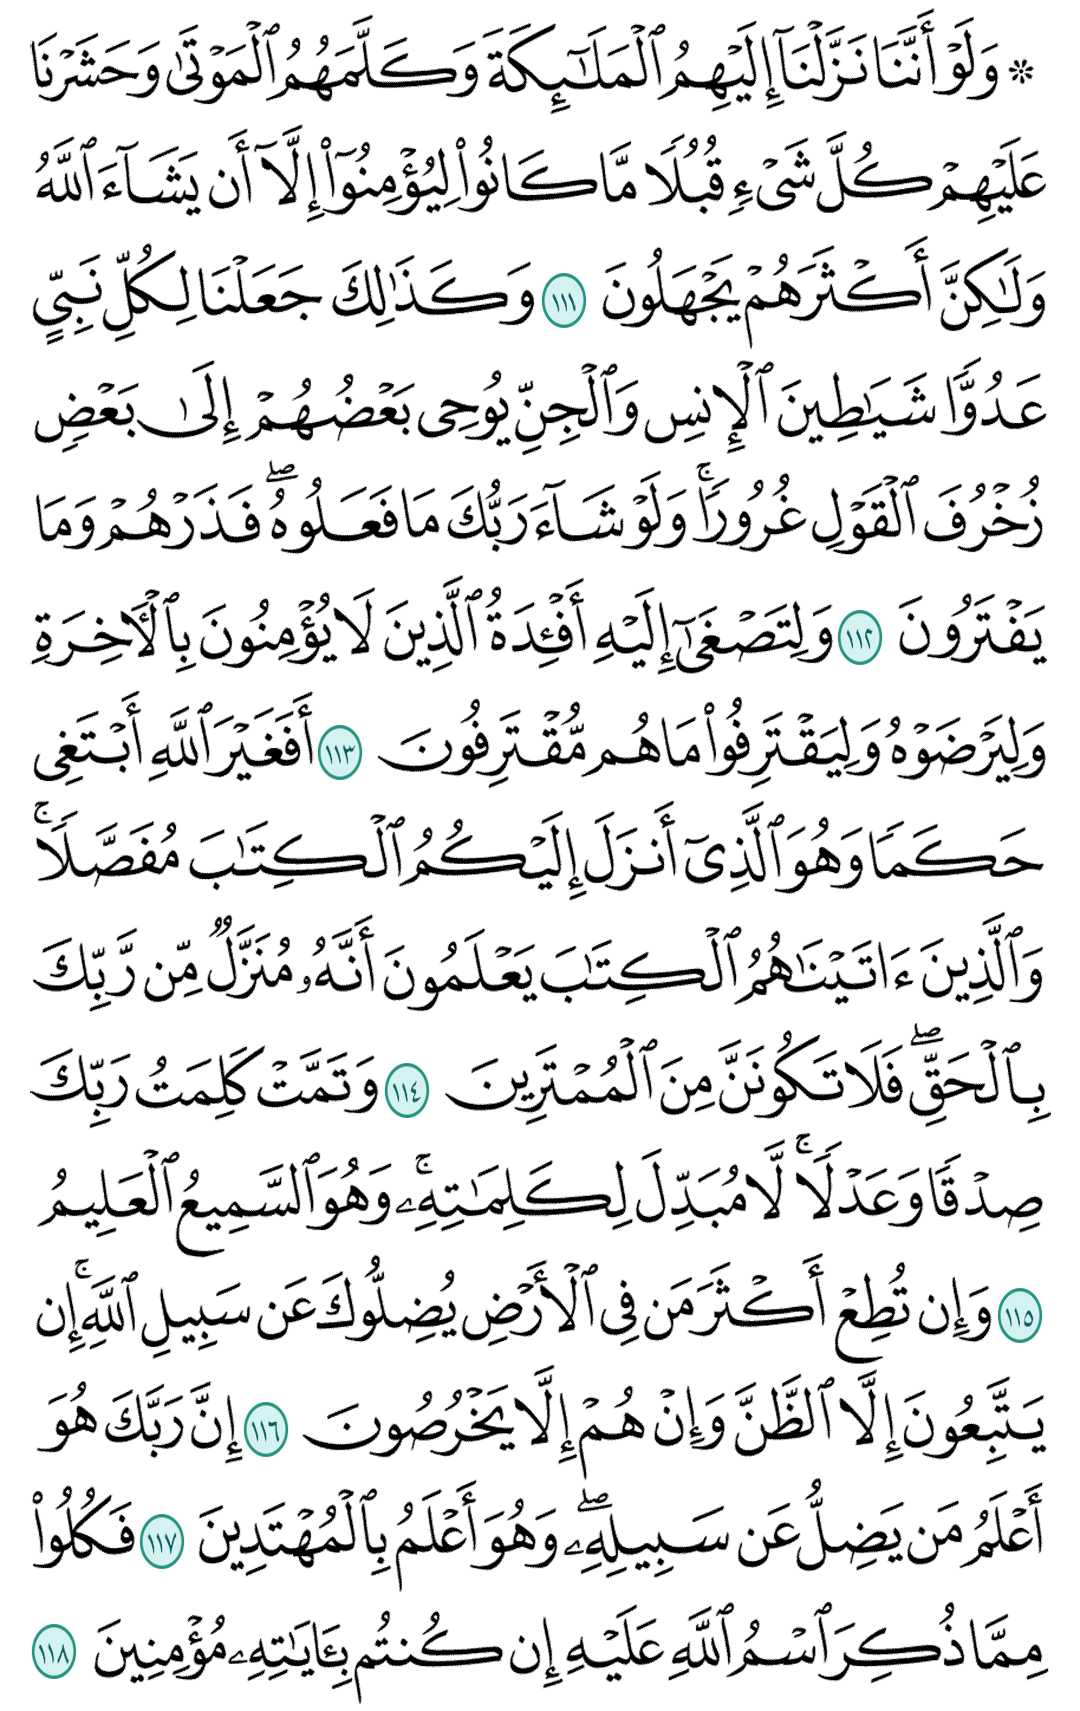 ۞ وَلَوۡ أَنَّنَا نَزَّلۡنَآ إِلَيۡهِمُ ٱلۡمَلَٰٓئِكَةَ وَكَلَّمَهُمُ ٱلۡمَوۡتَىٰ وَحَشَرۡنَا
عَلَيۡهِمۡ كُلَّ شَيۡءٖ قُبُلٗا مَّا كَانُواْ لِيُؤۡمِنُوٓاْ إِلَّآ أَن يَشَآءَ ٱللَّهُ
وَلَٰكِنَّ أَكۡثَرَهُمۡ يَجۡهَلُونَ ١١١ وَكَذَٰلِكَ جَعَلۡنَا لِكُلِّ نَبِيٍّ
عَدُوّٗا شَيَٰطِينَ ٱلۡإِنسِ وَٱلۡجِنِّ يُوحِي بَعۡضُهُمۡ إِلَىٰ بَعۡضٖ
زُخۡرُفَ ٱلۡقَوۡلِ غُرُورٗاۚ وَلَوۡ شَآءَ رَبُّكَ مَا فَعَلُوهُۖ فَذَرۡهُمۡ وَمَا
يَفۡتَرُونَ ١١٢ وَلِتَصۡغَىٰٓ إِلَيۡهِ أَفۡـِٔدَةُ ٱلَّذِينَ لَا يُؤۡمِنُونَ بِٱلۡأٓخِرَةِ
وَلِيَرۡضَوۡهُ وَلِيَقۡتَرِفُواْ مَا هُم مُّقۡتَرِفُونَ ١١٣ أَفَغَيۡرَ ٱللَّهِ أَبۡتَغِي
حَكَمٗا وَهُوَ ٱلَّذِيٓ أَنزَلَ إِلَيۡكُمُ ٱلۡكِتَٰبَ مُفَصَّلٗاۚ
وَٱلَّذِينَ ءَاتَيۡنَٰهُمُ ٱلۡكِتَٰبَ يَعۡلَمُونَ أَنَّهُۥ مُنَزَّلٞ مِّن رَّبِّكَ
بِٱلۡحَقِّۖ فَلَا تَكُونَنَّ مِنَ ٱلۡمُمۡتَرِينَ ١١٤ وَتَمَّتۡ كَلِمَتُ رَبِّكَ
صِدۡقٗا وَعَدۡلٗاۚ لَّا مُبَدِّلَ لِكَلِمَٰتِهِۦۚ وَهُوَ ٱلسَّمِيعُ ٱلۡعَلِيمُ
١١٥ وَإِن تُطِعۡ أَكۡثَرَ مَن فِي ٱلۡأَرۡضِ يُضِلُّوكَ عَن سَبِيلِ ٱللَّهِۚ إِن
يَتَّبِعُونَ إِلَّا ٱلظَّنَّ وَإِنۡ هُمۡ إِلَّا يَخۡرُصُونَ ١١٦ إِنَّ رَبَّكَ هُوَ
أَعۡلَمُ مَن يَضِلُّ عَن سَبِيلِهِۦۖ وَهُوَ أَعۡلَمُ بِٱلۡمُهۡتَدِينَ ١١٧ فَكُلُواْ
مِمَّا ذُكِرَ ٱسۡمُ ٱللَّهِ عَلَيۡهِ إِن كُنتُم بِـَٔايَٰتِهِۦ مُؤۡمِنِينَ ١١٨